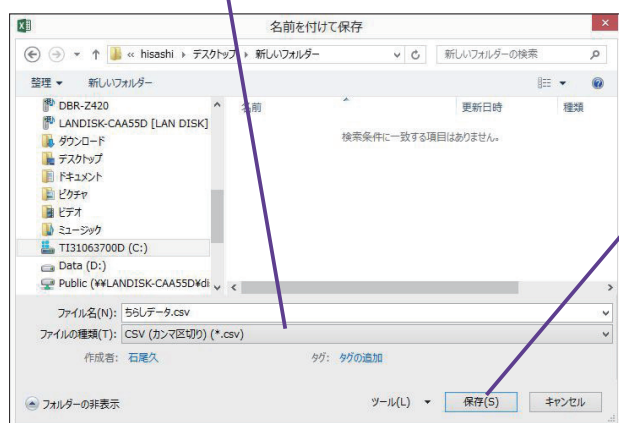 名前を付けて保存
« hisashi ▸ デスクトップ ▸ 新しいフォルダー
新しいフォルダーの検索
整理 ▼ 新しいフォルダー
名前 更新日時 種類
検索条件に一致する項目はありません。
DBR-Z420
LANDISK-CAA55D [LAN DISK]
ダウンロード
デスクトップ
ドキュメント
ピクチャ
ビデオ
ミュージック
TI31063700D (C:)
Data (D:)
Public (¥¥LANDISK-CAA55D¥di
ファイル名(N): ちらしデータ.csv
ファイルの種類(T): CSV (カンマ区切り) (*.csv)
作成者: 石尾久 タグ: タグの追加
フォルダーの非表示 ツール(L) ▼ 保存(S) キャンセル